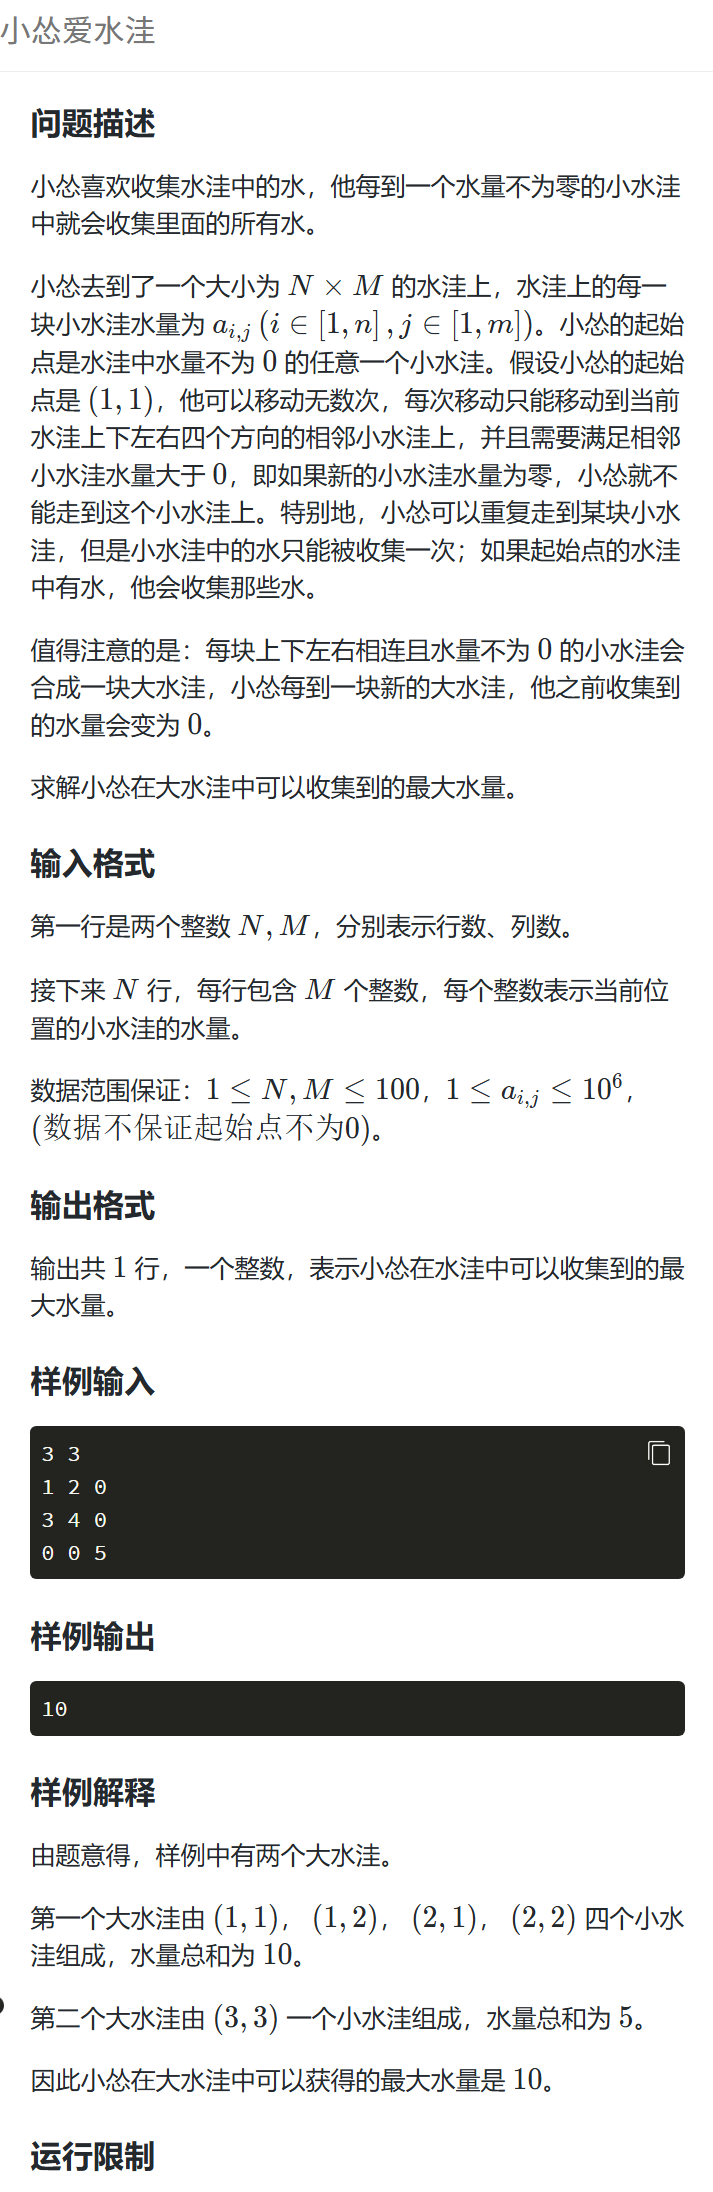 小怂爱水洼
问题描述
小怂喜欢收集水洼中的水，他每到一个水量不为零的小水洼
中就会收集里面的所有水。
小怂去到了一个大小为 N × M 的水洼上，水洼上的每一
块小水洼水量为 a_{i,j} (i ∈ [1, n], j ∈ [1, m])。小怂的起始
点是水洼中水量不为 0 的任意一个小水洼。假设小怂的起始
点是 (1, 1)，他可以移动无数次，每次移动只能移动到当前
水洼上下左右四个方向的相邻小水洼上，并且需要满足相邻
小水洼水量大于 0，即如果新的小水洼水量为零，小怂就不
能走到这个小水洼上。特别地，小怂可以重复走到某块小水
洼，但是小水洼中的水只能被收集一次；如果起始点的水洼
中有水，他会收集那些水。
值得注意的是：每块上下左右相连且水量不为 0 的小水洼会
合成一块大水洼，小怂每到一块新的大水洼，他之前收集到
的水量会变为 0。
求解小怂在大水洼中可以收集到的最大水量。
输入格式
第一行是两个整数 N, M，分别表示行数、列数。
接下来 N 行，每行包含 M 个整数，每个整数表示当前位
置的小水洼的水量。
数据范围保证：1 ≤ N, M ≤ 100，1 ≤ a_{i,j} ≤ 10^6，
(数据不保证起始点不为0)。
输出格式
输出共 1 行，一个整数，表示小怂在水洼中可以收集到的最
大水量。
样例输入
3 3
1 2 0
3 4 0
0 0 5
样例输出
10
样例解释
由题意得，样例中有两个大水洼。
第一个大水洼由 (1, 1)，(1, 2)，(2, 1)，(2, 2) 四个小水
洼组成，水量总和为 10。
第二个大水洼由 (3, 3) 一个小水洼组成，水量总和为 5。
因此小怂在大水洼中可以获得的最大水量是 10。
运行限制